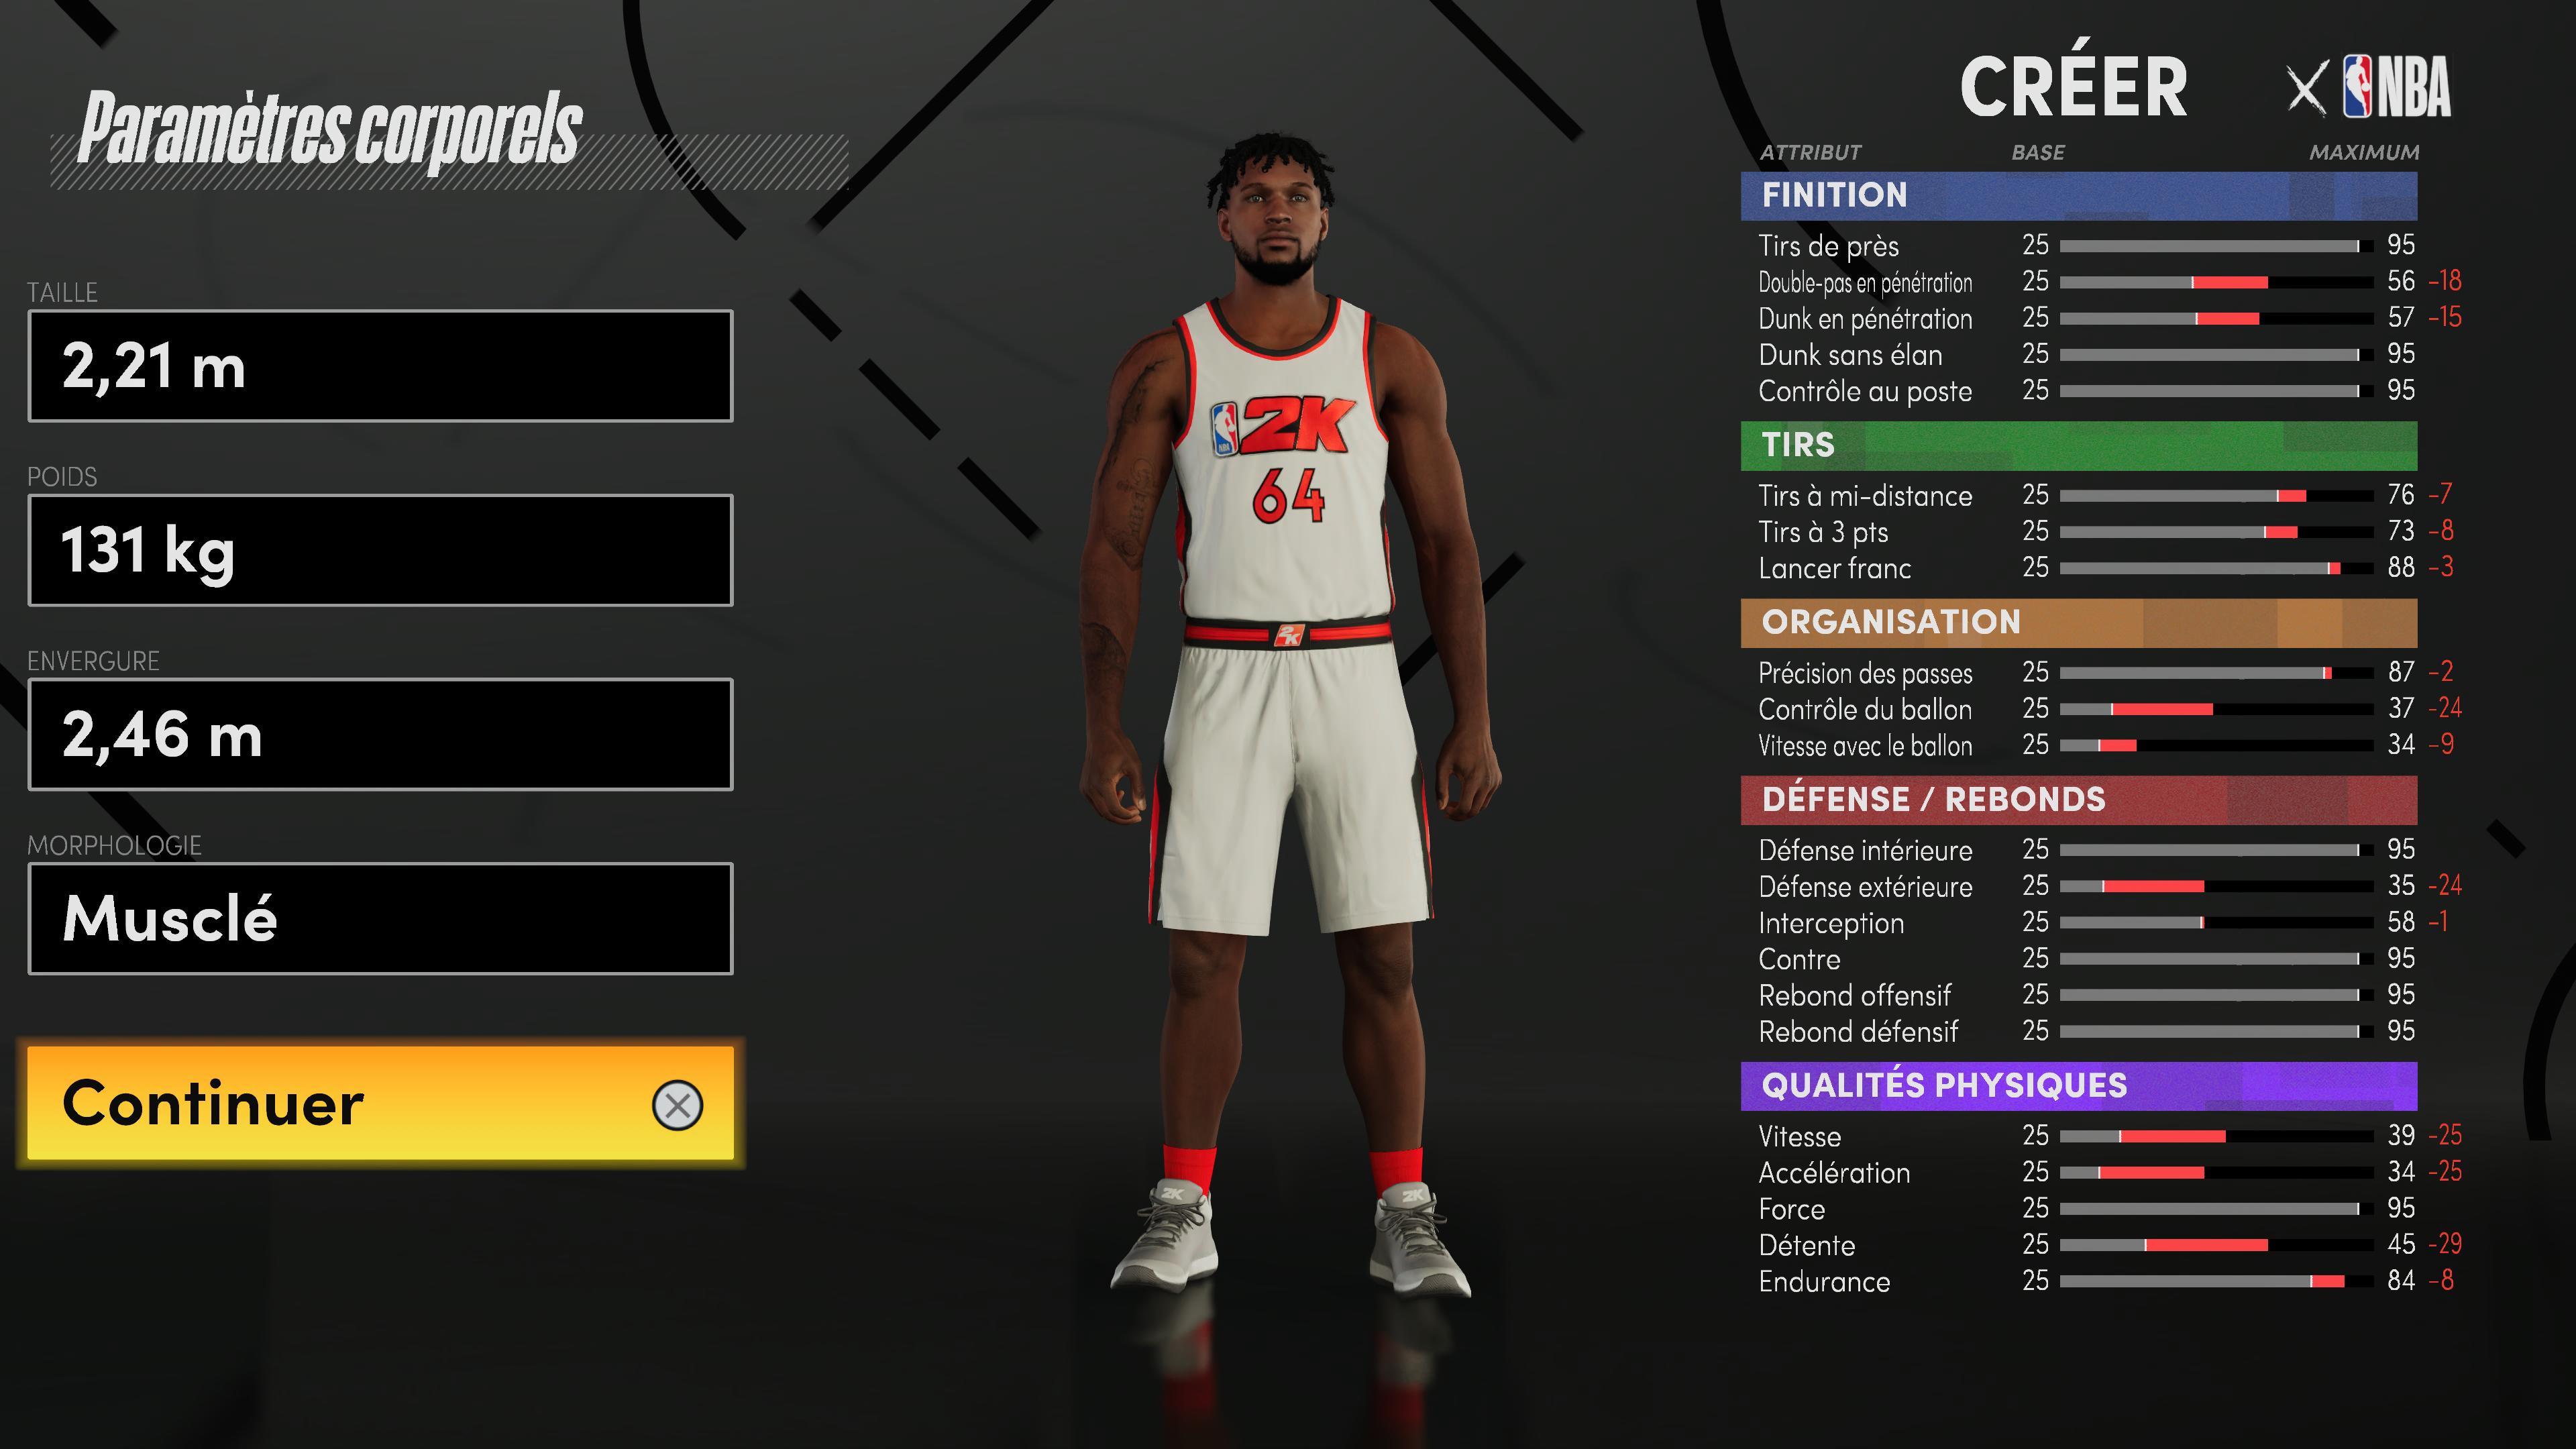 Paramètres corporels
TAILLE
2,21 m
POIDS
131 kg
ENVERGURE
2,46 m
MORPHOLOGIE
Musclé
Continuer
NBA 2K
64
2K
2K
2K
CRÉER
NBA
ATTRIBUT BASE MAXIMUM
FINITION
Tirs de près 25 95
Double-pas en pénétration 25 56 -18
Dunk en pénétration 25 57 -15
Dunk sans élan 25 95
Contrôle au poste 25 95
TIRS
Tirs à mi-distance 25 76 -7
Tirs à 3 pts 25 73 -8
Lancer franc 25 88 -3
ORGANISATION
Précision des passes 25 87 -2
Contrôle du ballon 25 37 -24
Vitesse avec le ballon 25 34 -9
DÉFENSE / REBONDS
Défense intérieure 25 95
Défense extérieure 25 35 -24
Interception 25 58 -1
Contre 25 95
Rebond offensif 25 95
Rebond défensif 25 95
QUALITÉS PHYSIQUES
Vitesse 25 39 -25
Accélération 25 34 -25
Force 25 95
Détente 25 45 -29
Endurance 25 84 -8